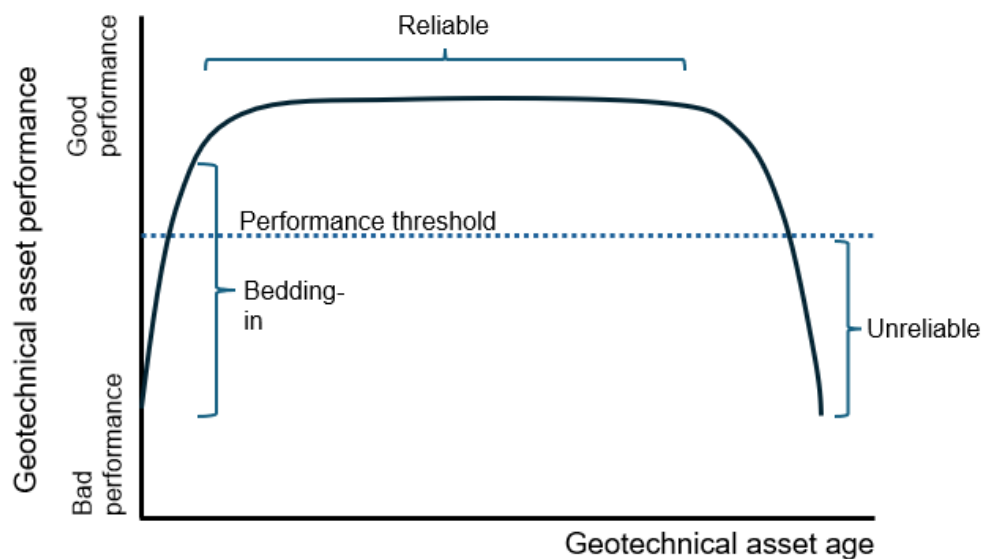 Reliable
Good
performance
Geotechnical asset performance
Performance threshold
Bedding-
in
Unreliable
Bad
performance
Geotechnical asset age